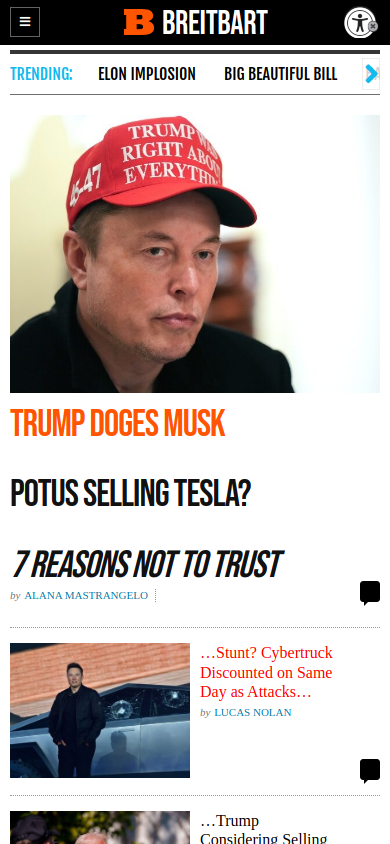 BREITBART
TRENDING:
ELON IMPLOSION
BIG BEAUTIFUL BILL
TRUMP WAS
RIGHT ABOUT
EVERYTHING
45-47
TRUMP DOGES MUSK
POTUS SELLING TESLA?
7 REASONS NOT TO TRUST
by ALANA MASTRANGELO
…Stunt? Cybertruck
Discounted on Same
Day as Attacks…
by LUCAS NOLAN
…Trump
Considering Selling